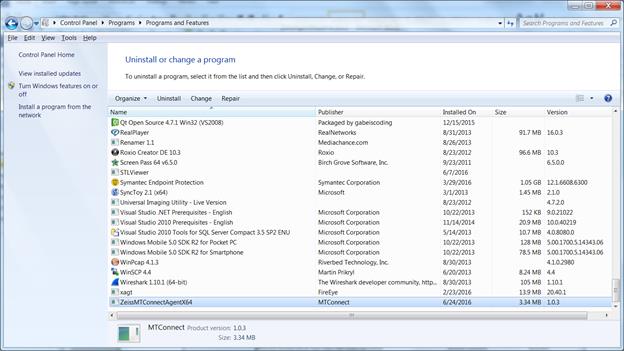 Control Panel Programs Programs and Features
Search Programs and Features
File Edit View Tools Help
Control Panel Home
View installed updates
Turn Windows features on or off
Install a program from the network
Uninstall or change a program
To uninstall a program, select it from the list and then click Uninstall, Change, or Repair.
Organize Uninstall Change Repair
Name Publisher Installed On Size Version
Qt Open Source 4.7.1 Win32 (VS2008) Packaged by gabeiscoding 12/15/2015
RealPlayer RealNetworks 8/31/2013 91.7 MB 16.0.3
Renamer 1.1 Mediachance.com 8/26/2013
Roxio Creator DE 10.3 Roxio 8/23/2012 96.6 MB 10.3
Screen Pass 64 v6.5.0 Birch Grove Software, Inc. 9/23/2011 6.5.0.0
STLViewer 6/7/2016
Symantec Endpoint Protection Symantec Corporation 3/29/2016 1.05 GB 12.1.6608.6300
SyncToy 2.1 (x64) Microsoft 3/1/2013 1.45 MB 2.1.0
Universal Imaging Utility - Live Version 8/23/2012 4.7.2.0
Visual Studio .NET Prerequisites - English Microsoft Corporation 10/22/2013 152 KB 9.0.21022
Visual Studio 2010 Prerequisites - English Microsoft Corporation 11/14/2014 20.9 MB 10.0.40219
Visual Studio 2010 Tools for SQL Server Compact 3.5 SP2 ENU Microsoft Corporation 5/14/2013 10.7 MB 4.0.8080.0
Windows Mobile 5.0 SDK R2 for Pocket PC Microsoft Corporation 10/22/2013 128 MB 5.00.1700.5.14343.06
Windows Mobile 5.0 SDK R2 for Smartphone Microsoft Corporation 10/22/2013 78.5 MB 5.00.1700.5.14343.06
WinPcap 4.1.3 Riverbed Technology, Inc. 8/30/2013 4.1.0.2980
WinSCP 4.4 Martin Prikryl 4/30/2013 8.24 MB 4.4
Wireshark 1.10.1 (64-bit) The Wireshark developer community, http... 8/30/2013 105 MB 1.10.1
xagt FireEye 2/23/2016 13.9 MB 20.40.1
ZeissMTConnectAgentX64 MTConnect 6/24/2016 3.34 MB 1.0.3
MTConnect Product version: 1.0.3
Size: 3.34 MB